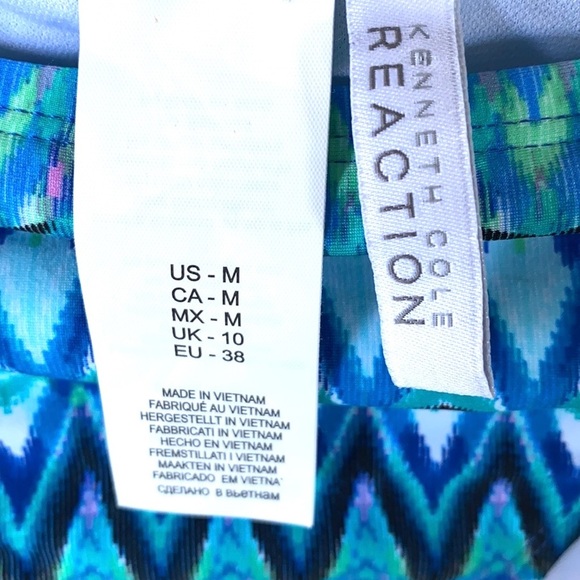 US - M
CA - M
MX - M
UK - 10
EU - 38
MADE IN VIETNAM
FABRIQUÉ AU VIETNAM
HERGESTELLT IN VIETNAM
FABBRICATI IN VIETNAM
HECHO EN VIETNAM
FREMSTILLATI I VIETNAM
MAAKTEN IN VIETNAM
FABRICADO EM VIETNA
СДЕЛАНО в Вьетнам
KENNETH COLE
REACTION